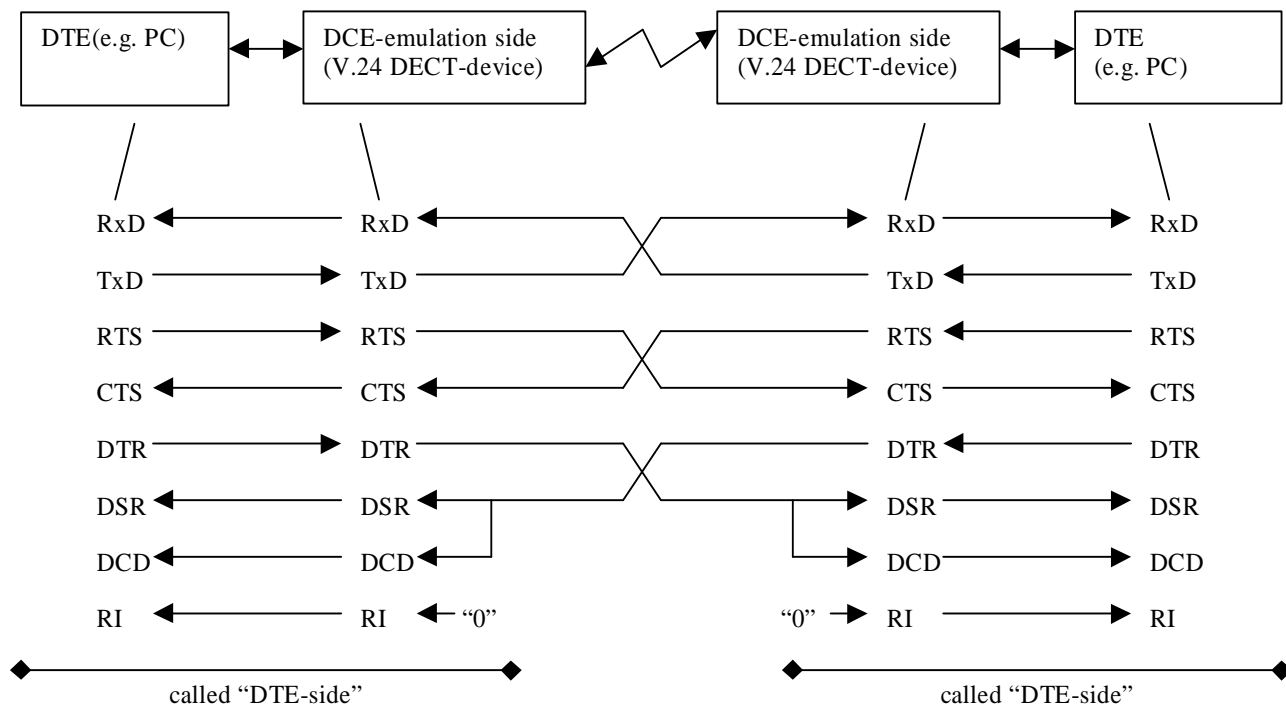 DTE(e.g. PC)
DCE-emulation side
(V.24 DECT-device)
DCE-emulation side
(V.24 DECT-device)
DTE
(e.g. PC)
RxD RxD RxD RxD
TxD TxD TxD TxD
RTS RTS RTS RTS
CTS CTS CTS CTS
DTR DTR DTR DTR
DSR DSR DSR DSR
DCD DCD DCD DCD
RI RI “0” “0” RI RI
called “DTE-side” called “DTE-side”